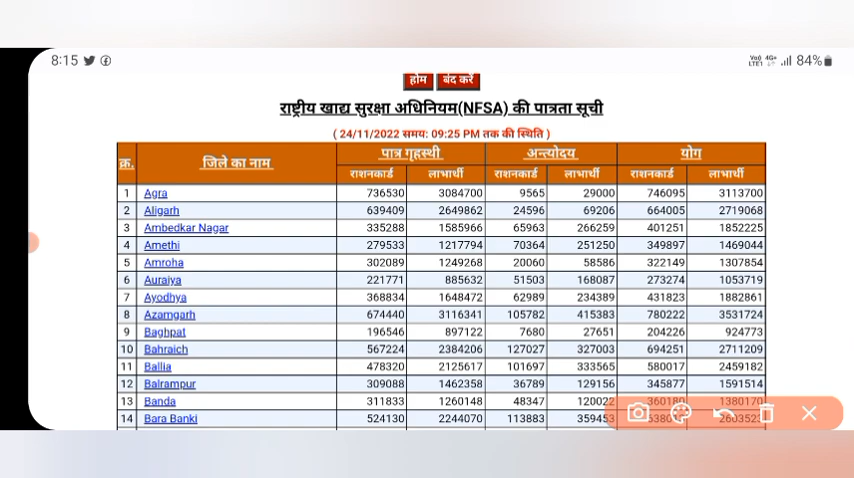 8:15 84%
होम बंद करें
राष्ट्रीय खाद्य सुरक्षा अधिनियम(NFSA) की पात्रता सूची
( 24/11/2022 समय: 09:25 PM तक की स्थिति )
क्र. जिले का नाम पात्र गृहस्थी अन्त्योदय योग
राशनकार्ड लाभार्थी राशनकार्ड लाभार्थी राशनकार्ड लाभार्थी
1 Agra 736530 3084700 9565 29000 746095 3113700
2 Aligarh 639409 2649862 24596 69206 664005 2719068
3 Ambedkar Nagar 335288 1585966 65963 266259 401251 1852225
4 Amethi 279533 1217794 70364 251250 349897 1469044
5 Amroha 302089 1249268 20060 58586 322149 1307854
6 Auraiya 221771 885632 51503 168087 273274 1053719
7 Ayodhya 368834 1648472 62989 234389 431823 1882861
8 Azamgarh 674440 3116341 105782 415383 780222 3531724
9 Baghpat 196546 897122 7680 27651 204226 924773
10 Bahraich 567224 2384206 127027 327003 694251 2711209
11 Ballia 478320 2125617 101697 333565 580017 2459182
12 Balrampur 309088 1462358 36789 129156 345877 1591514
13 Banda 311833 1260148 48347 120022 360180 1380170
14 Bara Banki 524130 2244070 113883 359453 2603523